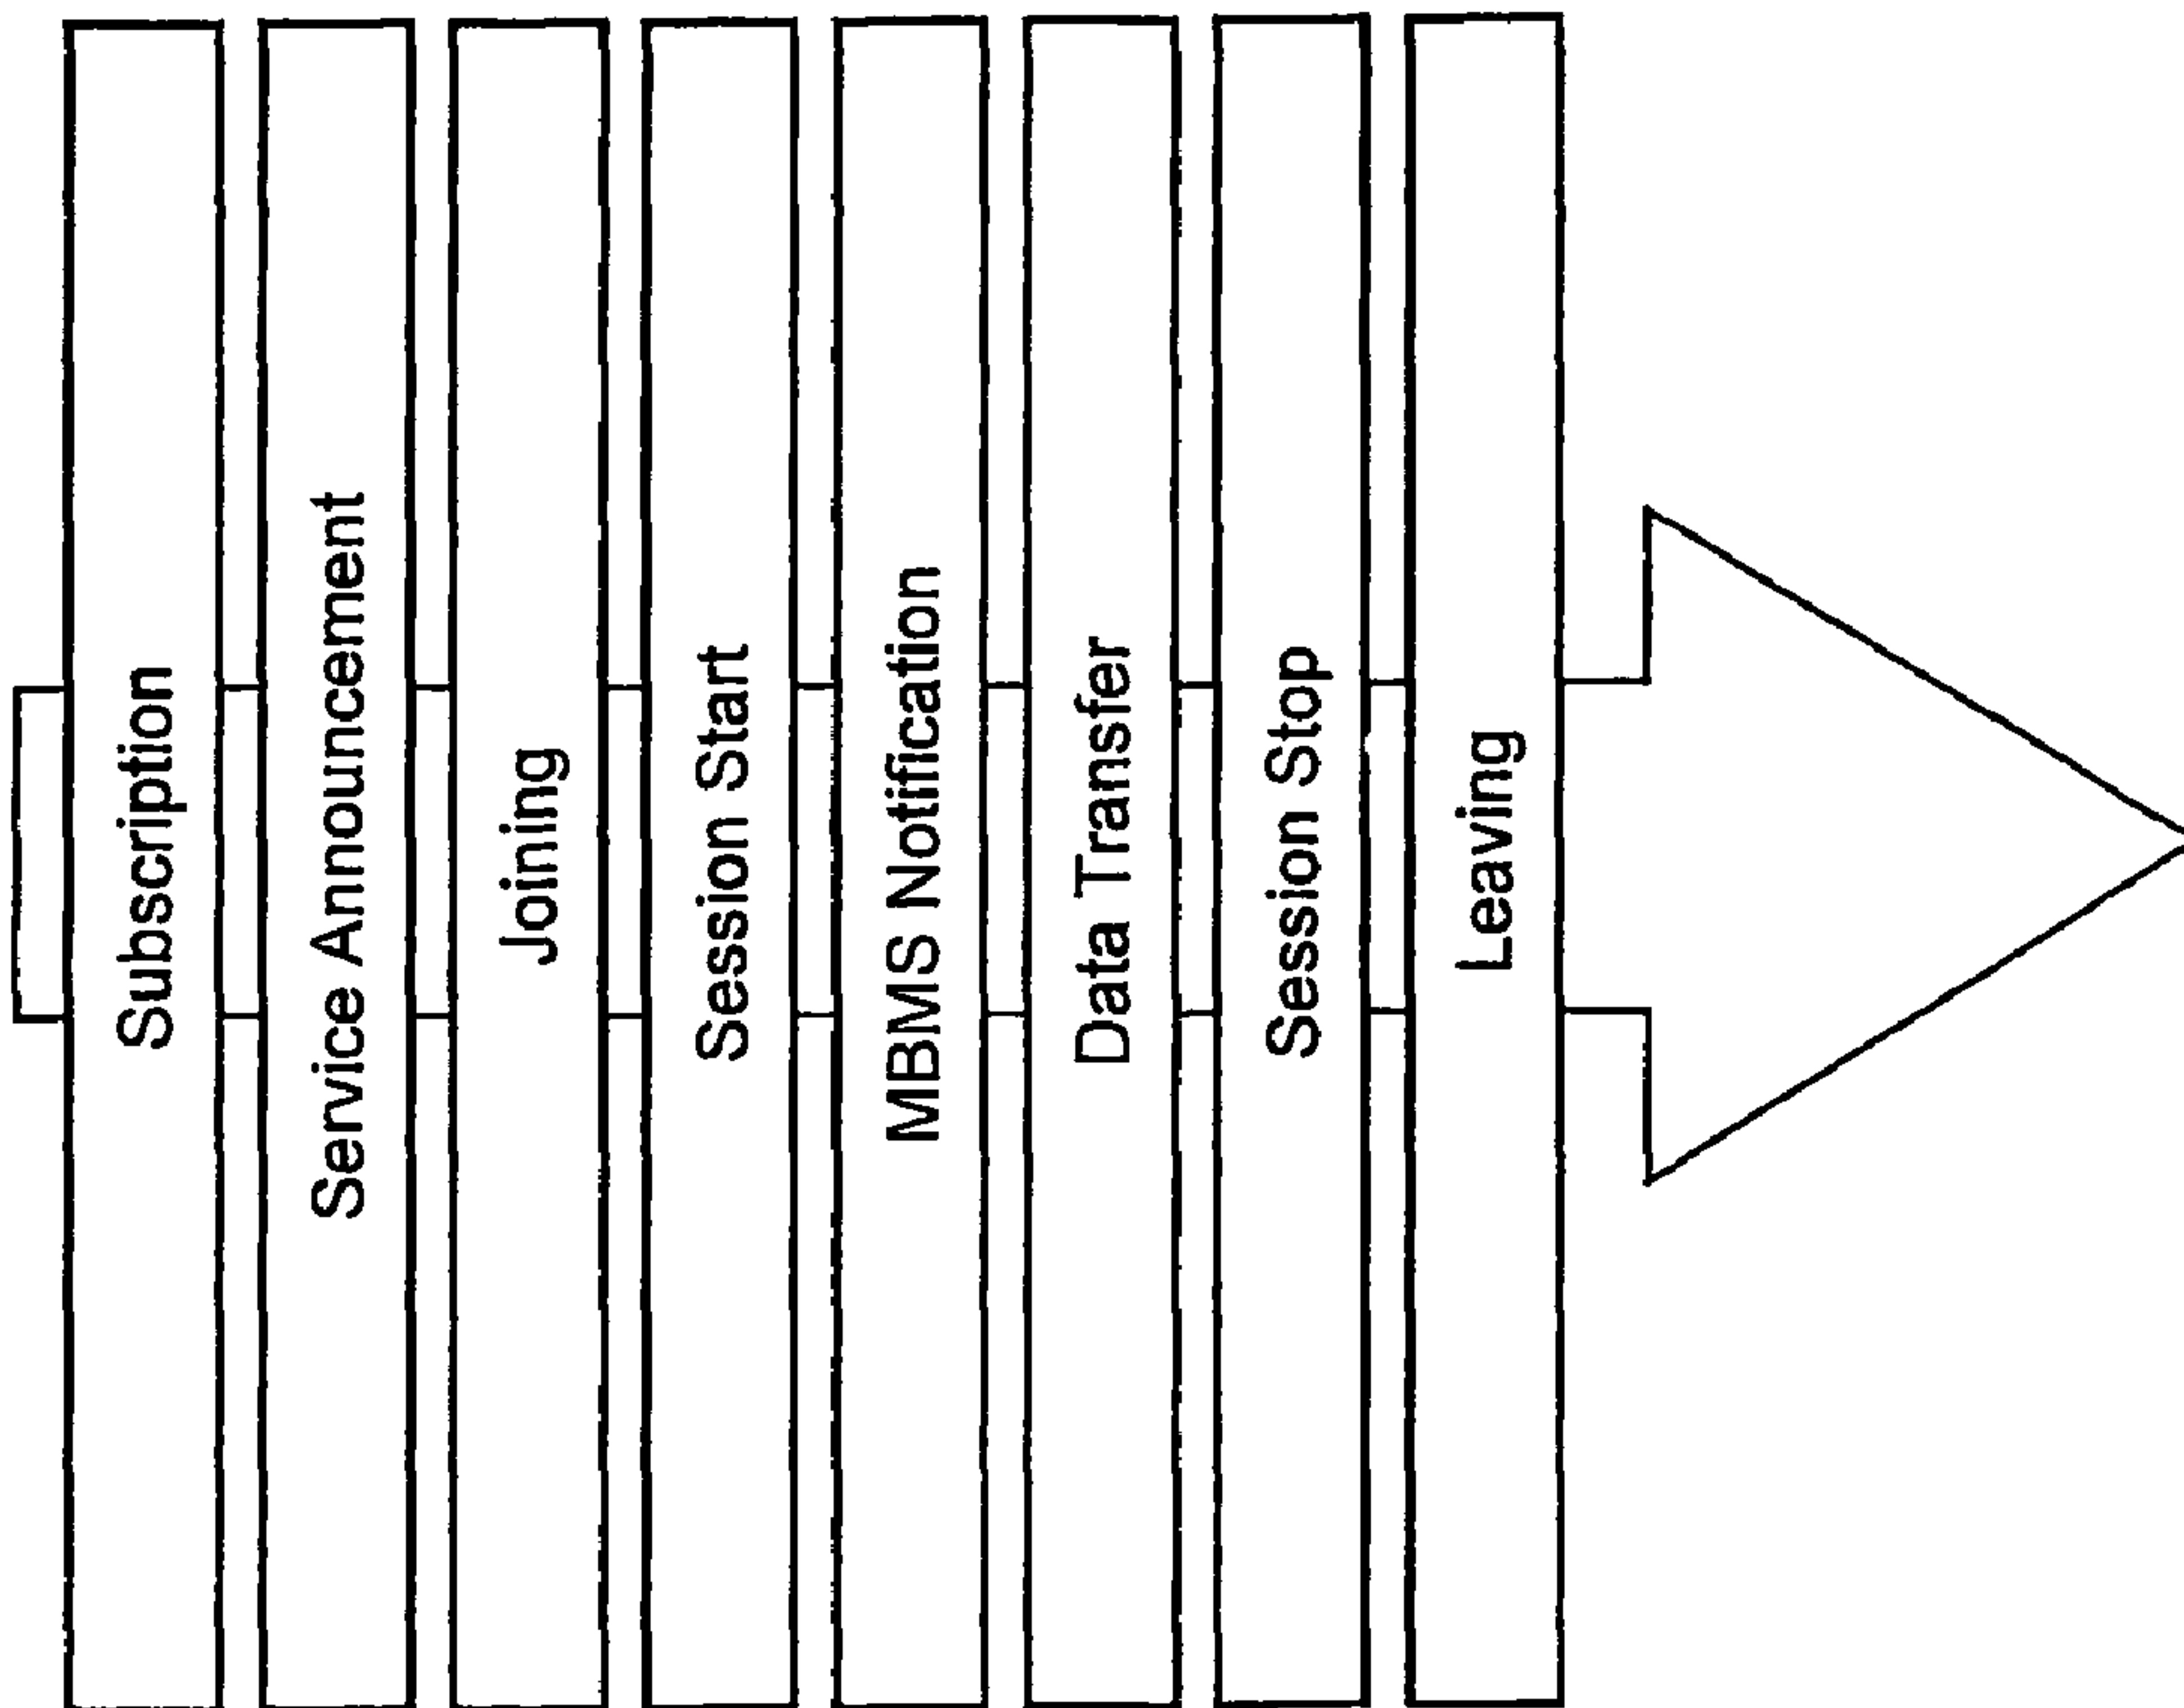 Subscription
Service Announcement
Joining
Session Start
MBMS Notification
Data Transfer
Session Stop
Leaving